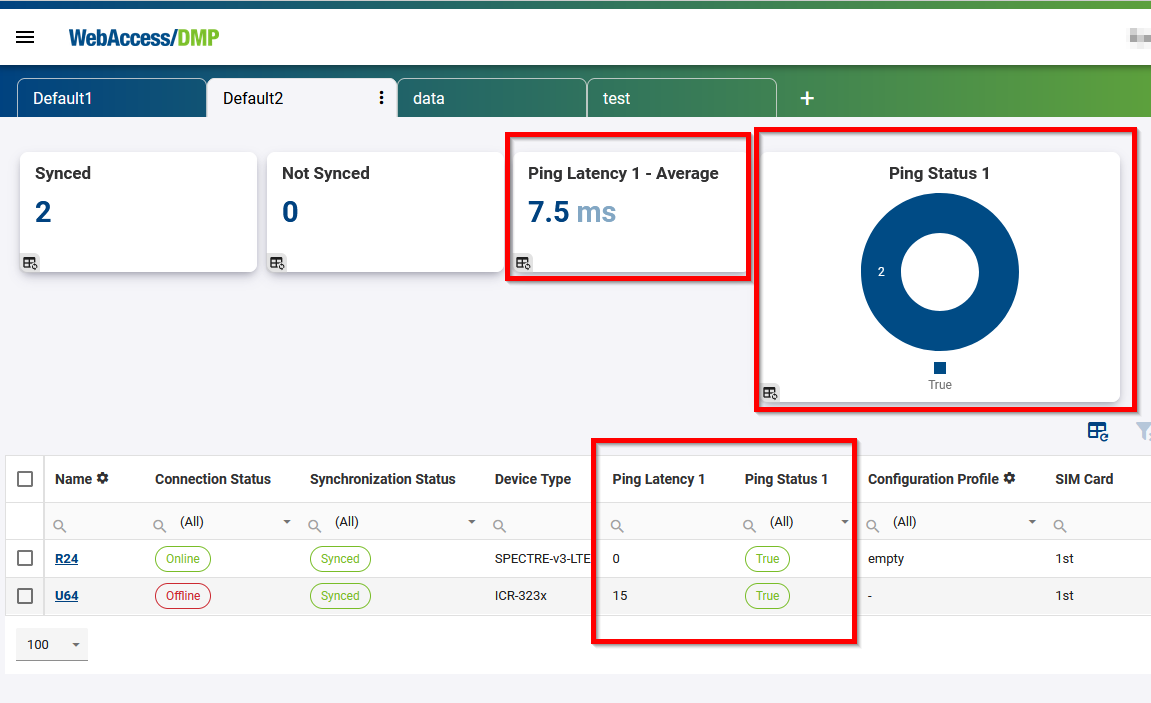 WebAccess/DMP
Default1 Default2 data test +
Synced
2
Not Synced
0
Ping Latency 1 - Average
7.5 ms
Ping Status 1
2
True
Name Connection Status Synchronization Status Device Type Ping Latency 1 Ping Status 1 Configuration Profile SIM Card
(All) (All) (All) (All)
R24 Online Synced SPECTRE-v3-LTE 0 True empty 1st
U64 Offline Synced ICR-323x 15 True - 1st
100